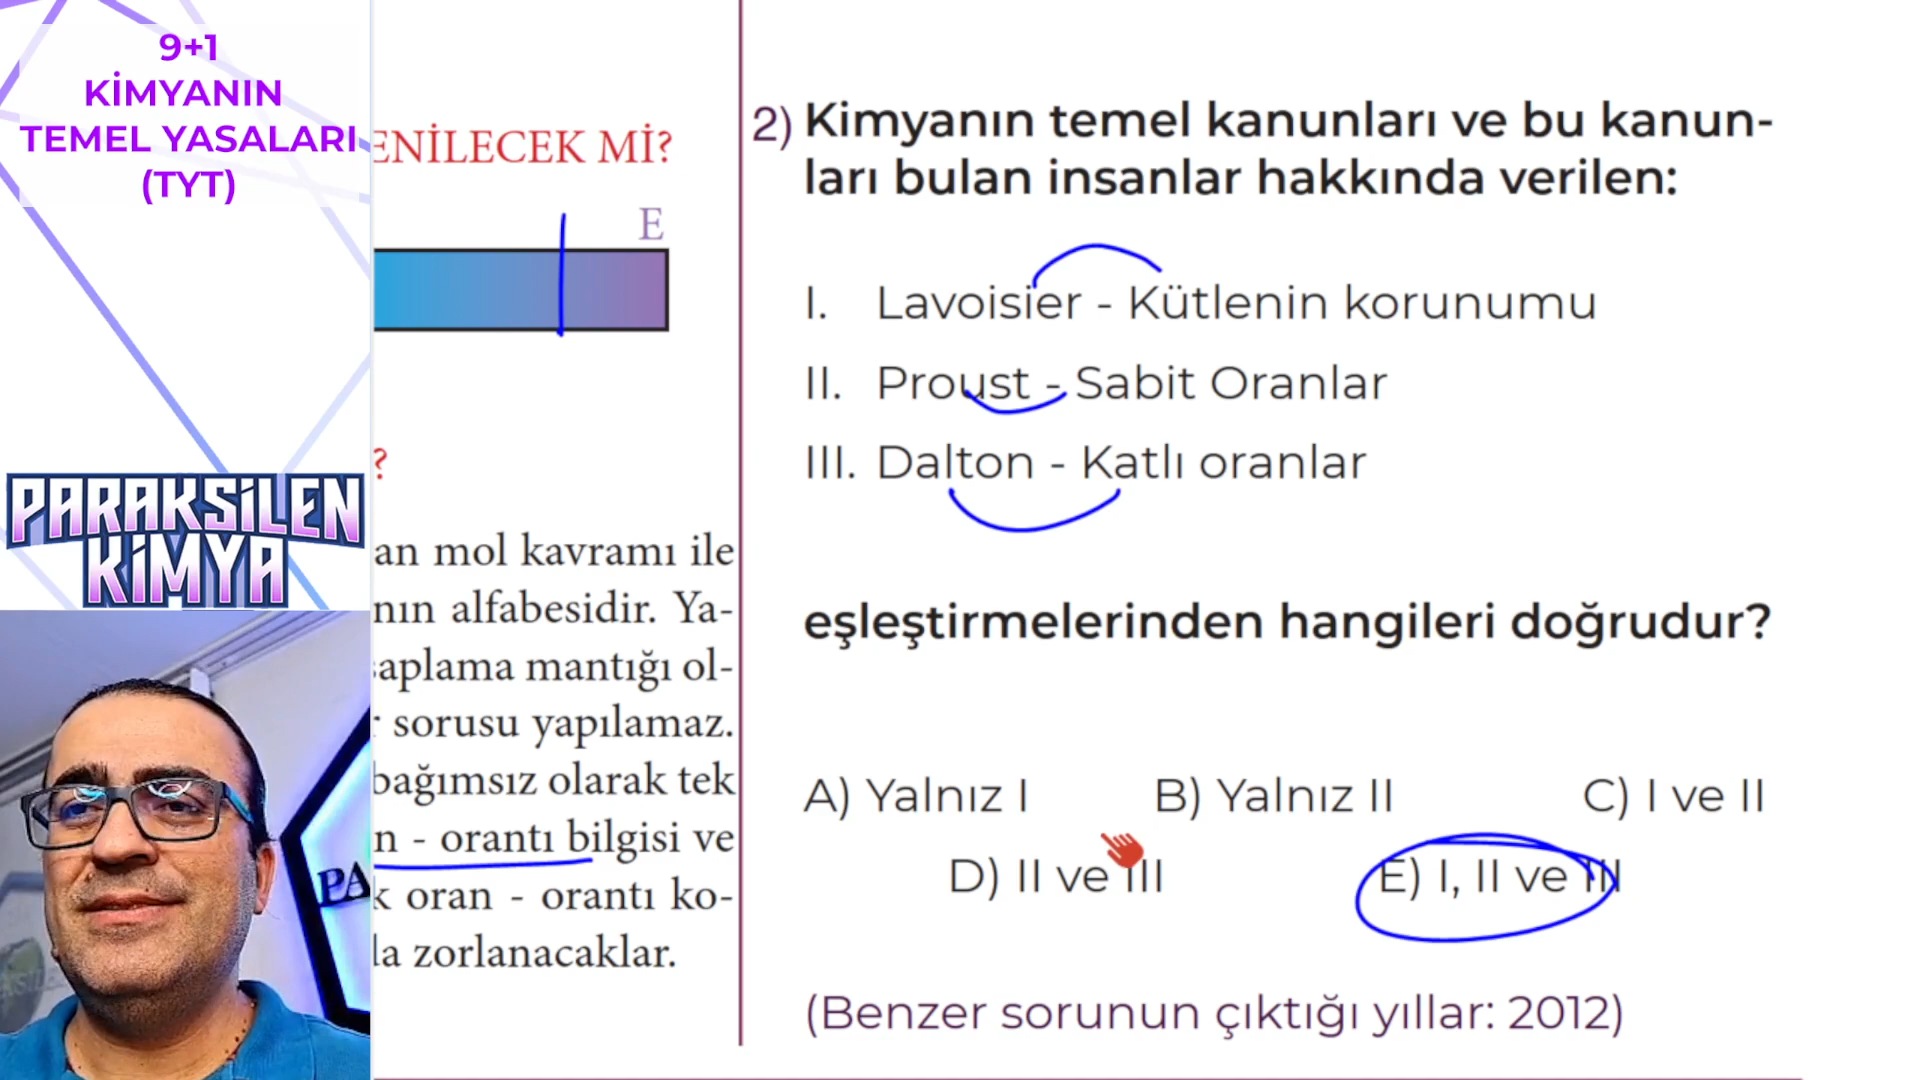 9+1
KİMYANIN
TEMEL YASALARI
(TYT)
PARAKSİLEN
KİMYA
PA
ENİLECEK Mİ?
E
?
an mol kavramı ile
nın alfabesidir. Ya-
saplama mantığı ol-
r sorusu yapılamaz.
bağımsız olarak tek
n - orantı bilgisi ve
k oran - orantı ko-
la zorlanacaklar.
2) Kimyanın temel kanunları ve bu kanun-
ları bulan insanlar hakkında verilen:
I. Lavoisier - Kütlenin korunumu
II. Proust - Sabit Oranlar
III. Dalton - Katlı oranlar
eşleştirmelerinden hangileri doğrudur?
A) Yalnız I B) Yalnız II C) I ve II
D) II ve III E) I, II ve III
(Benzer sorunun çıktığı yıllar: 2012)